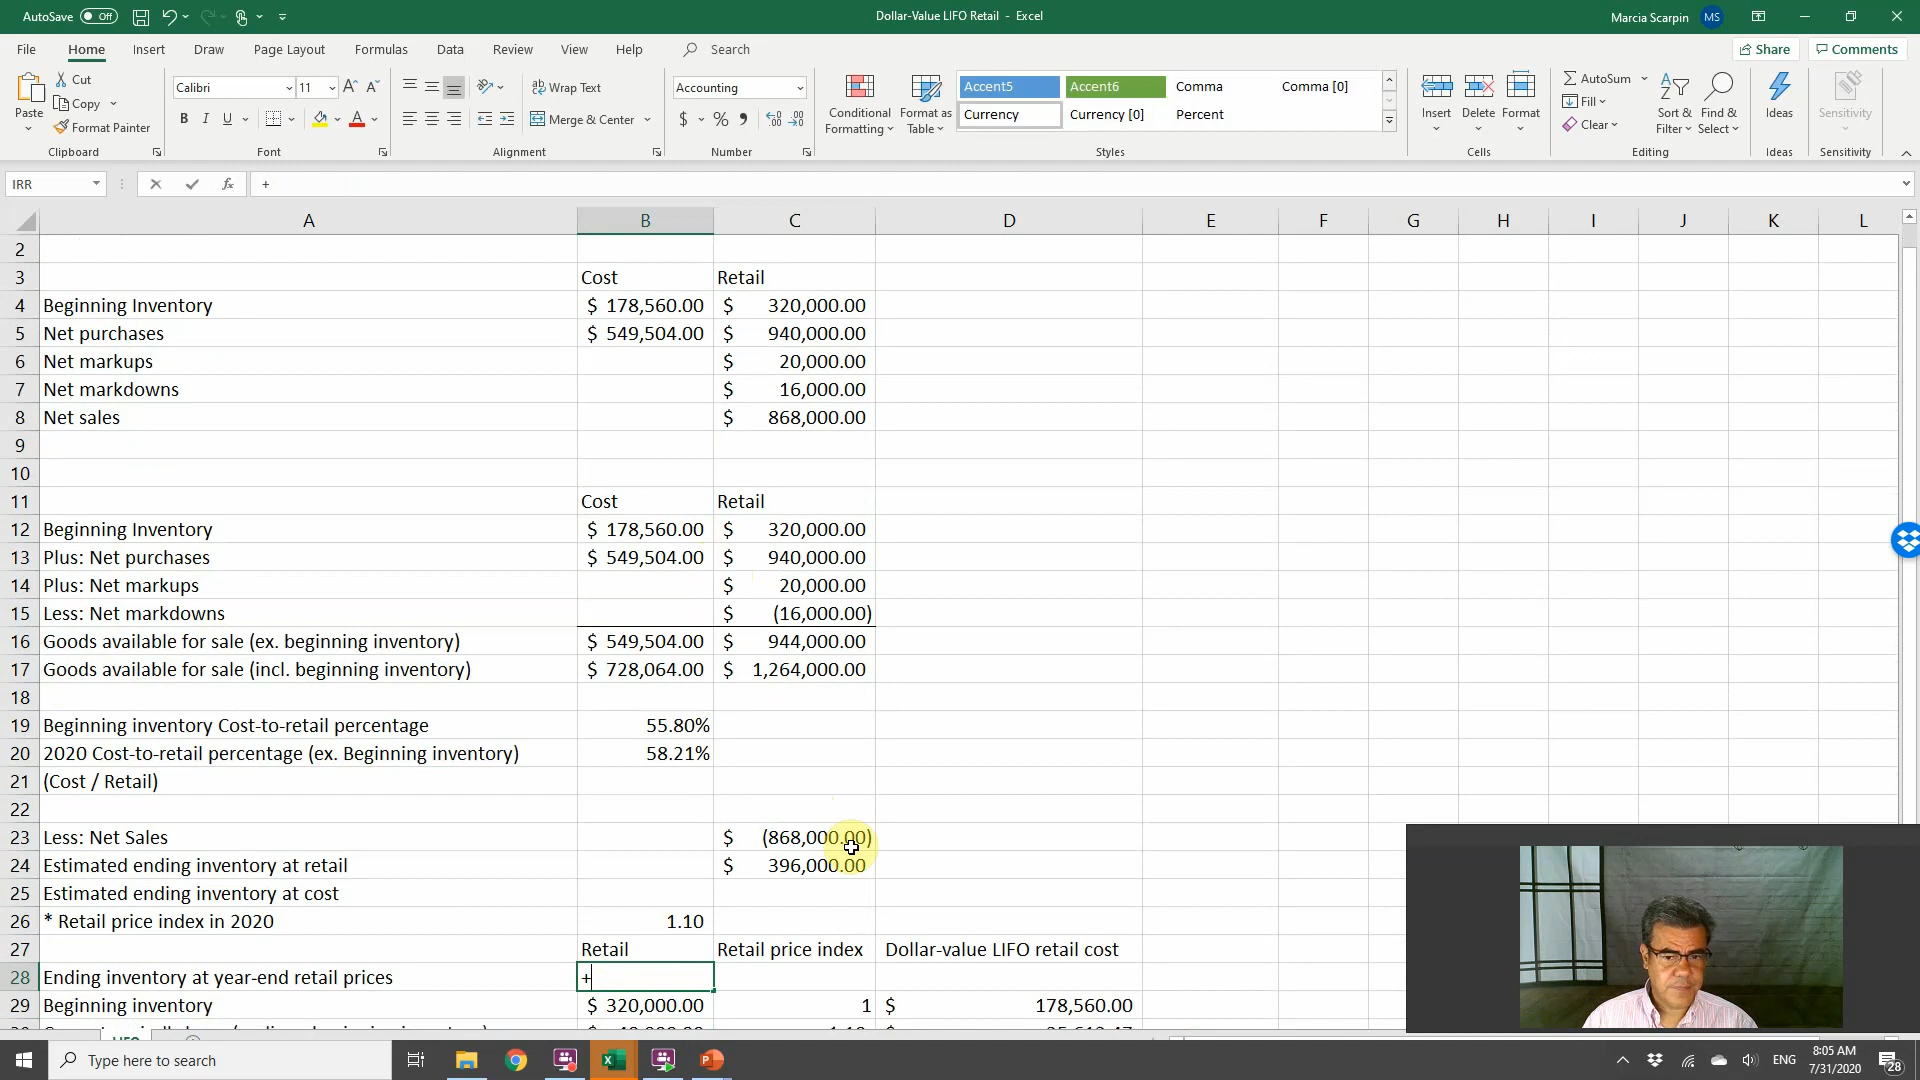 AutoSave Off
Dollar-Value LIFO Retail - Excel
Marcia Scarpin MS
File Home Insert Draw Page Layout Formulas Data Review View Help Search
Share Comments
Paste Cut Copy Format Painter
Calibri 11
B I U
Wrap Text
Merge & Center
Accounting
$ % ,
Conditional Formatting
Format as Table
Accent5 Accent6 Comma Comma [0]
Currency Currency [0] Percent
Insert Delete Format
AutoSum Fill Clear
Sort & Filter
Find & Select
Ideas
Sensitivity
Clipboard Font Alignment Number Styles Cells Editing Ideas Sensitivity
IRR fx +
A B C D E F G H I J K L
2
3 Cost Retail
4 Beginning Inventory $ 178,560.00 $ 320,000.00
5 Net purchases $ 549,504.00 $ 940,000.00
6 Net markups $ 20,000.00
7 Net markdowns $ 16,000.00
8 Net sales $ 868,000.00
9
10
11 Cost Retail
12 Beginning Inventory $ 178,560.00 $ 320,000.00
13 Plus: Net purchases $ 549,504.00 $ 940,000.00
14 Plus: Net markups $ 20,000.00
15 Less: Net markdowns $ (16,000.00)
16 Goods available for sale (ex. beginning inventory) $ 549,504.00 $ 944,000.00
17 Goods available for sale (incl. beginning inventory) $ 728,064.00 $ 1,264,000.00
18
19 Beginning inventory Cost-to-retail percentage 55.80%
20 2020 Cost-to-retail percentage (ex. Beginning inventory) 58.21%
21 (Cost / Retail)
22
23 Less: Net Sales $ (868,000.00)
24 Estimated ending inventory at retail $ 396,000.00
25 Estimated ending inventory at cost
26 * Retail price index in 2020 1.10
27 Retail Retail price index Dollar-value LIFO retail cost
28 Ending inventory at year-end retail prices +
29 Beginning inventory $ 320,000.00 1 $ 178,560.00
Type here to search
ENG
8:05 AM
7/31/2020
28